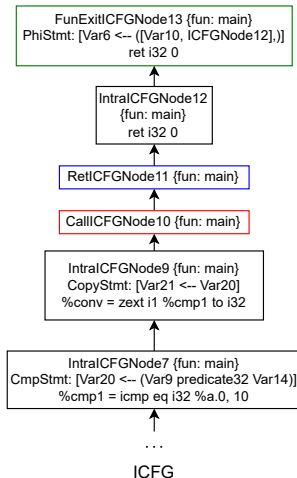 FunExitICFGNode13 {fun: main}
PhiStmt: [Var6 <-- ([Var10, ICFGNode12],)]
ret i32 0
IntraICFGNode12
{fun: main}
ret i32 0
RetICFGNode11 {fun: main}
CallICFGNode10 {fun: main}
IntraICFGNode9 {fun: main}
CopyStmt: [Var21 <-- Var20]
%conv = zext i1 %cmp1 to i32
IntraICFGNode7 {fun: main}
CmpStmt: [Var20 <-- (Var9 predicate32 Var14)]
%cmp1 = icmp eq i32 %a.0, 10
...
ICFG